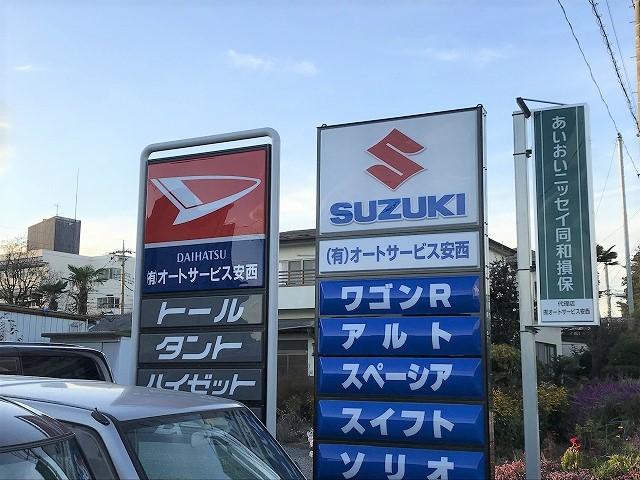 DAIHATSU
(有)オートサービス安西
トール
タント
ハイゼット
SUZUKI
(有)オートサービス安西
ワゴンR
アルト
スペーシア
スイフト
ソリオ
あいおいニッセイ同和損保
代理店
(有)オートサービス安西